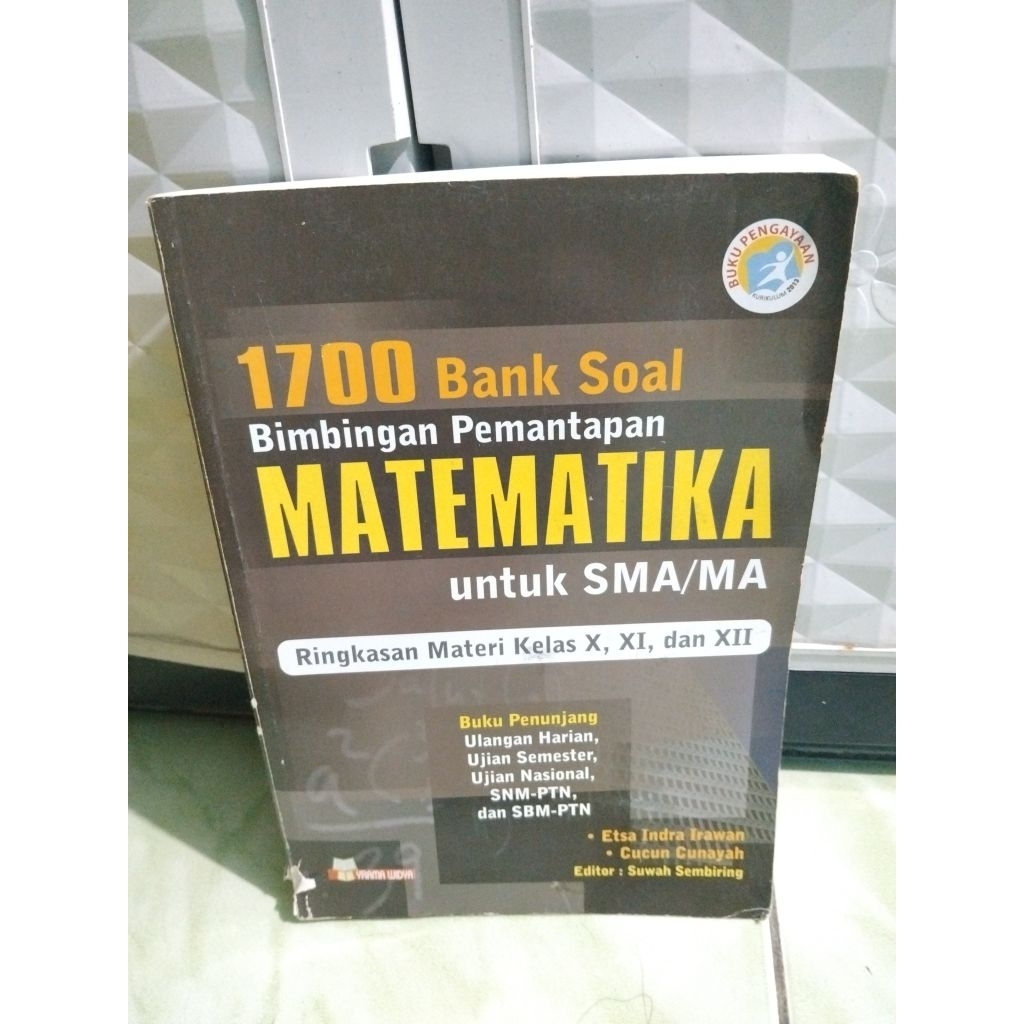 BUKU PENGAYAAN
KURIKULUM 2013
1700 Bank Soal
Bimbingan Pemantapan
MATEMATIKA
untuk SMA/MA
Ringkasan Materi Kelas X, XI, dan XII
Buku Penunjang
Ulangan Harian,
Ujian Semester,
Ujian Nasional,
SNM-PTN,
dan SBM-PTN
• Etsa Indra Irawan
• Cucun Cunayah
Editor : Suwah Sembiring
YRAMA WIDYA